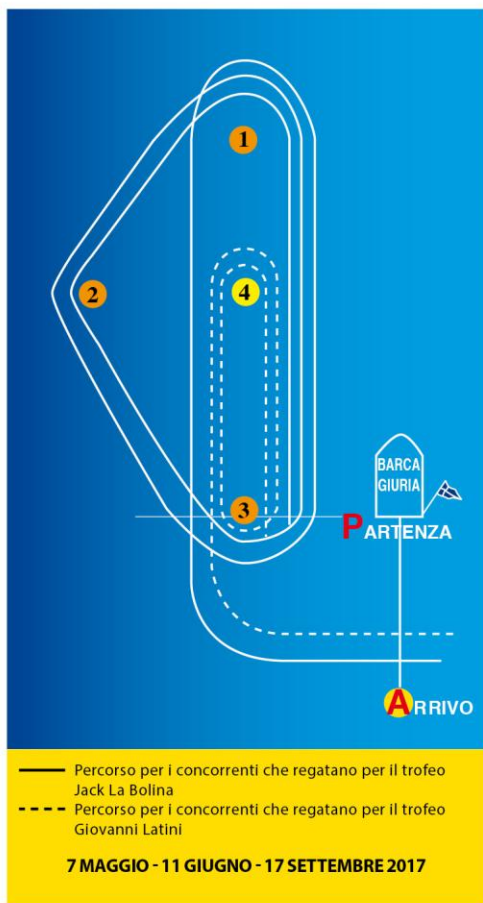 1
2
4
3
BARCA
GIURIA
PARTENZA
ARRIVO
Percorso per i concorrenti che regatano per il trofeo
Jack La Bolina
Percorso per i concorrenti che regatano per il trofeo
Giovanni Latini
7 MAGGIO - 11 GIUGNO - 17 SETTEMBRE 2017